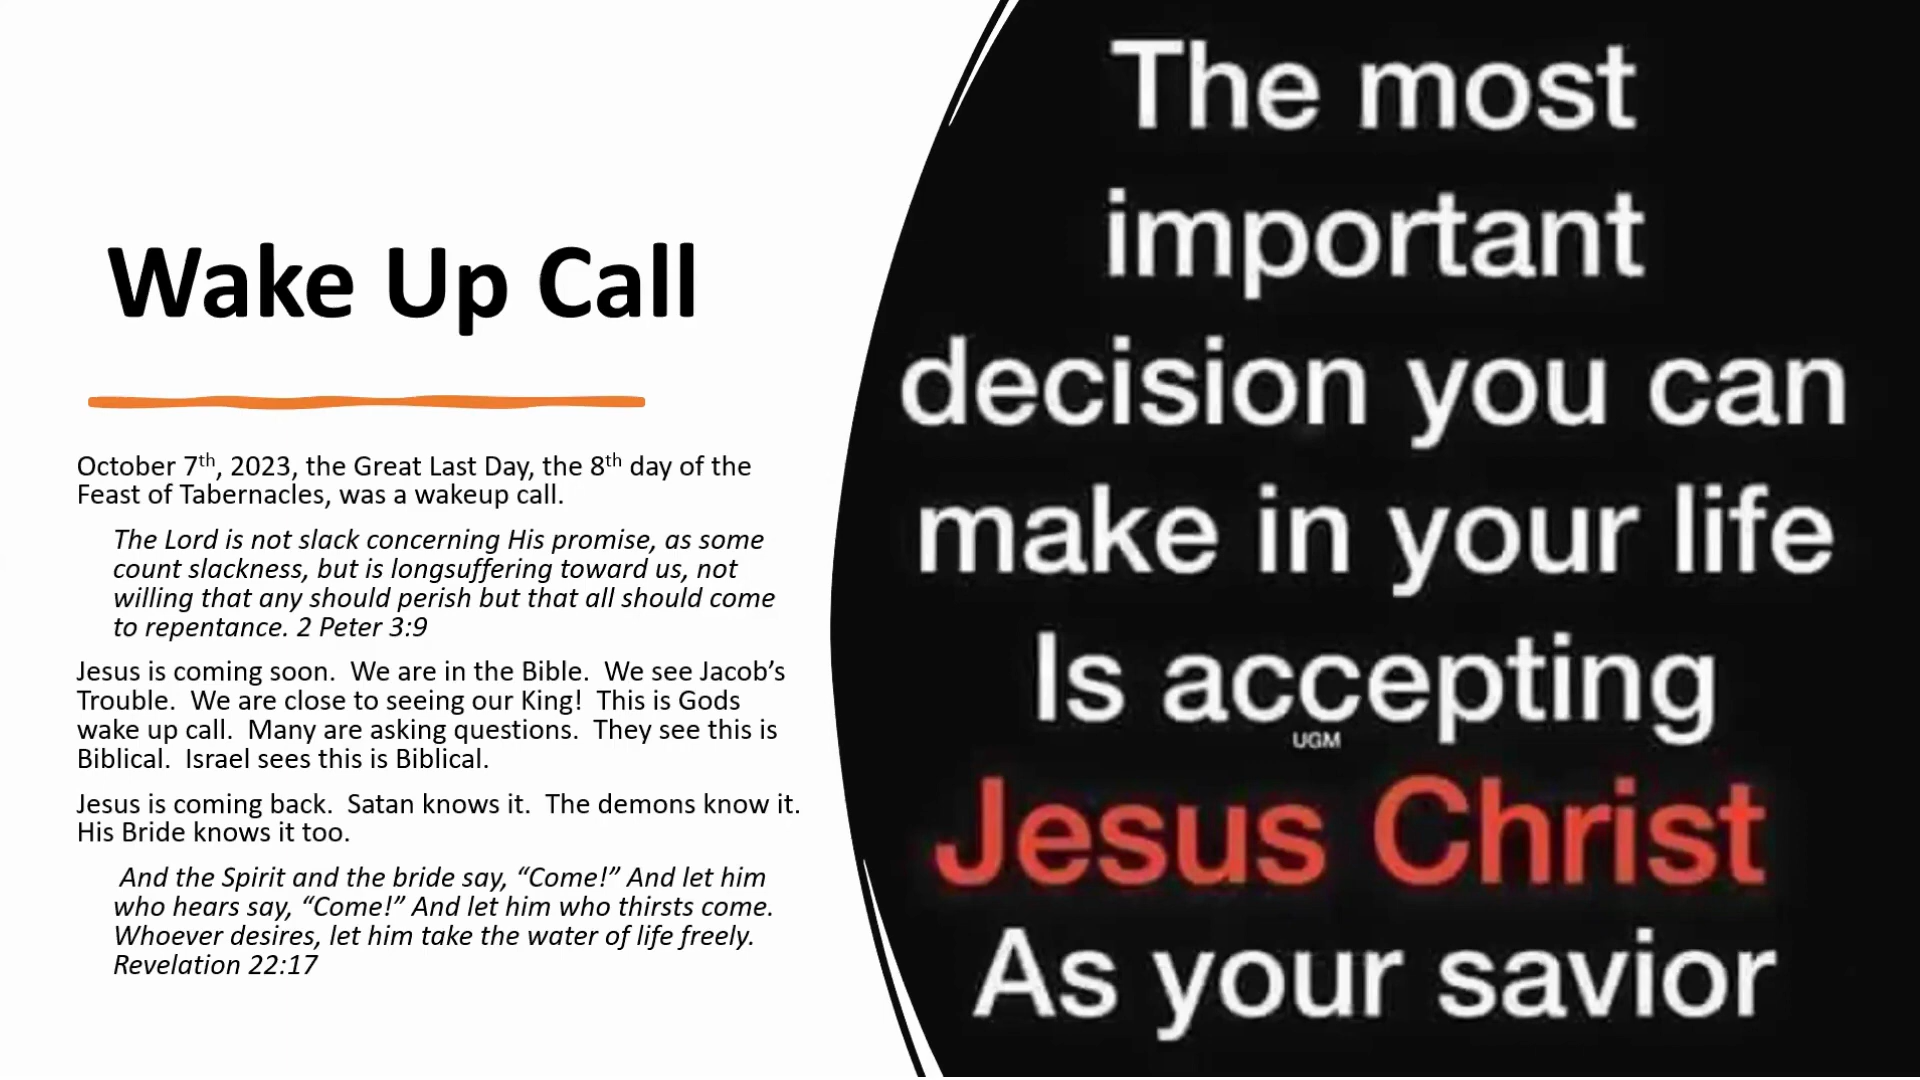 Wake Up Call
October 7th, 2023, the Great Last Day, the 8th day of the
Feast of Tabernacles, was a wakeup call.
The Lord is not slack concerning His promise, as some
count slackness, but is longsuffering toward us, not
willing that any should perish but that all should come
to repentance. 2 Peter 3:9
Jesus is coming soon.  We are in the Bible.  We see Jacob’s
Trouble.  We are close to seeing our King!  This is Gods
wake up call.  Many are asking questions.  They see this is
Biblical.  Israel sees this is Biblical.
Jesus is coming back.  Satan knows it.  The demons know it.
His Bride knows it too.
And the Spirit and the bride say, “Come!” And let him
who hears say, “Come!” And let him who thirsts come.
Whoever desires, let him take the water of life freely.
Revelation 22:17
The most
important
decision you can
make in your life
Is accepting
UGM
Jesus Christ
As your savior